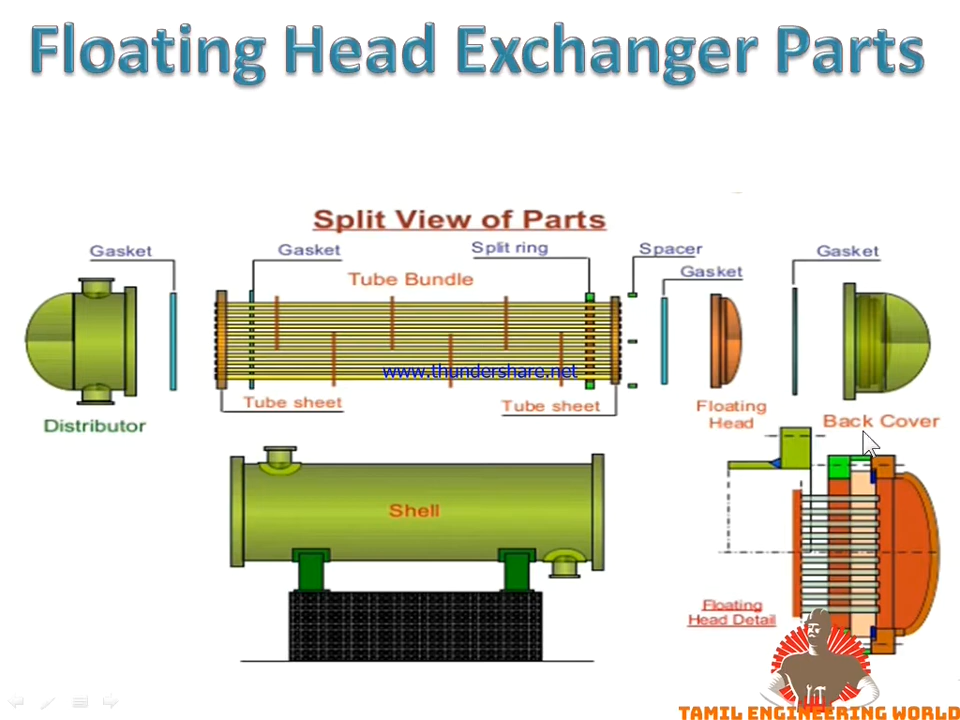 Floating Head Exchanger Parts
Split View of Parts
Gasket
Gasket
Split ring
Spacer
Gasket
Gasket
Tube Bundle
www.thundershare.net
Tube sheet
Tube sheet
Distributor
Floating
Head
Back Cover
Shell
Floating
Head Detail
IT
TAMIL ENGINEERING WORLD